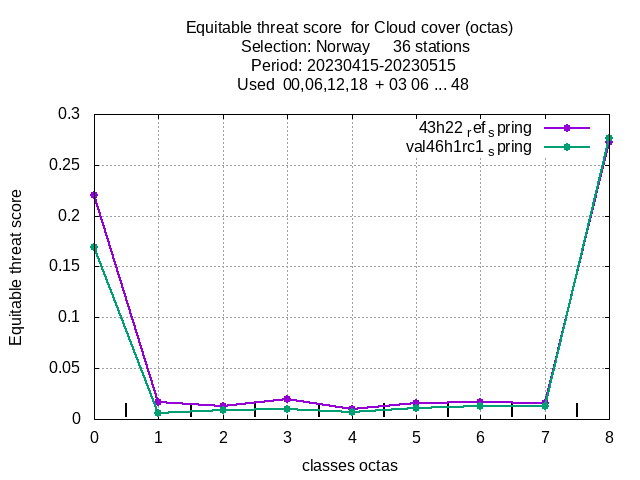 Equitable threat score for Cloud cover (octas)
Selection: Norway 36 stations
Period: 20230415-20230515
Used 00,06,12,18 + 03 06 ... 48
43h22 ref spring
val46h1rc1 spring
Equitable threat score
0.3
0.25
0.2
0.15
0.1
0.05
0
0 1 2 3 4 5 6 7 8
classes octas